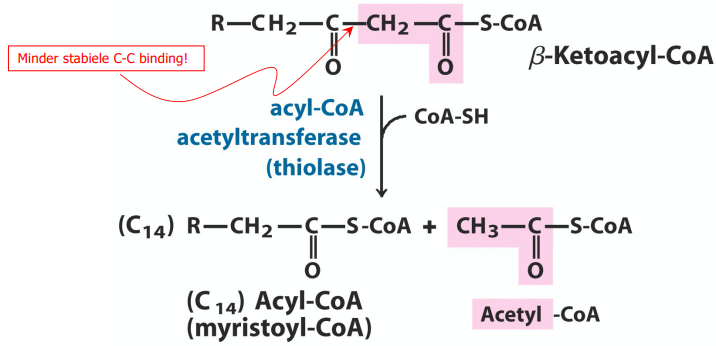 R—CH₂—C—CH₂—C—S-CoA
O O
Minder stabiele C-C binding!
β-Ketoacyl-CoA
acyl-CoA
acetyltransferase
(thiolase)
CoA-SH
(C₁₄) R—CH₂—C—S-CoA + CH₃—C—S-CoA
O O
(C₁₄) Acyl-CoA
(myristoyl-CoA)
Acetyl-CoA